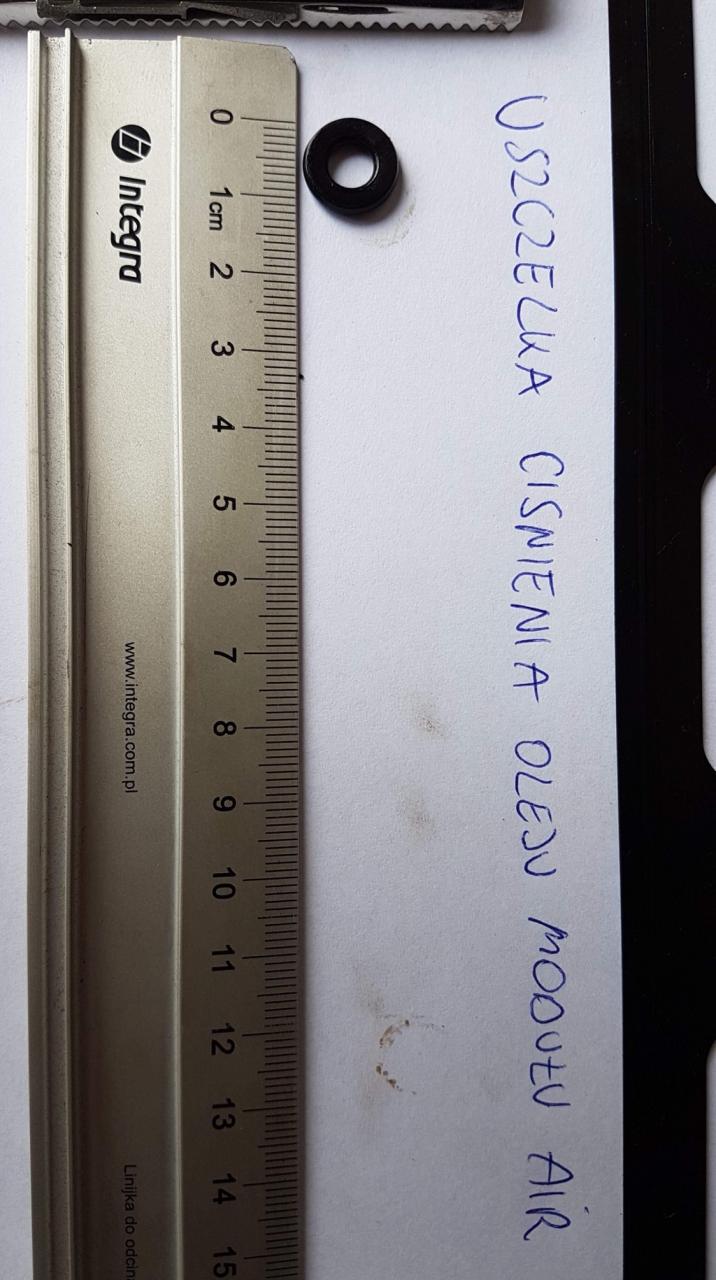 0 1cm 2 3 4 5 6 7 8 9 10 11 12 13 14 15
Integra
www.integra.com.pl
Linijka do odcin
USZCZELKA CISNIENIA OLEJU MODUŁU AIR